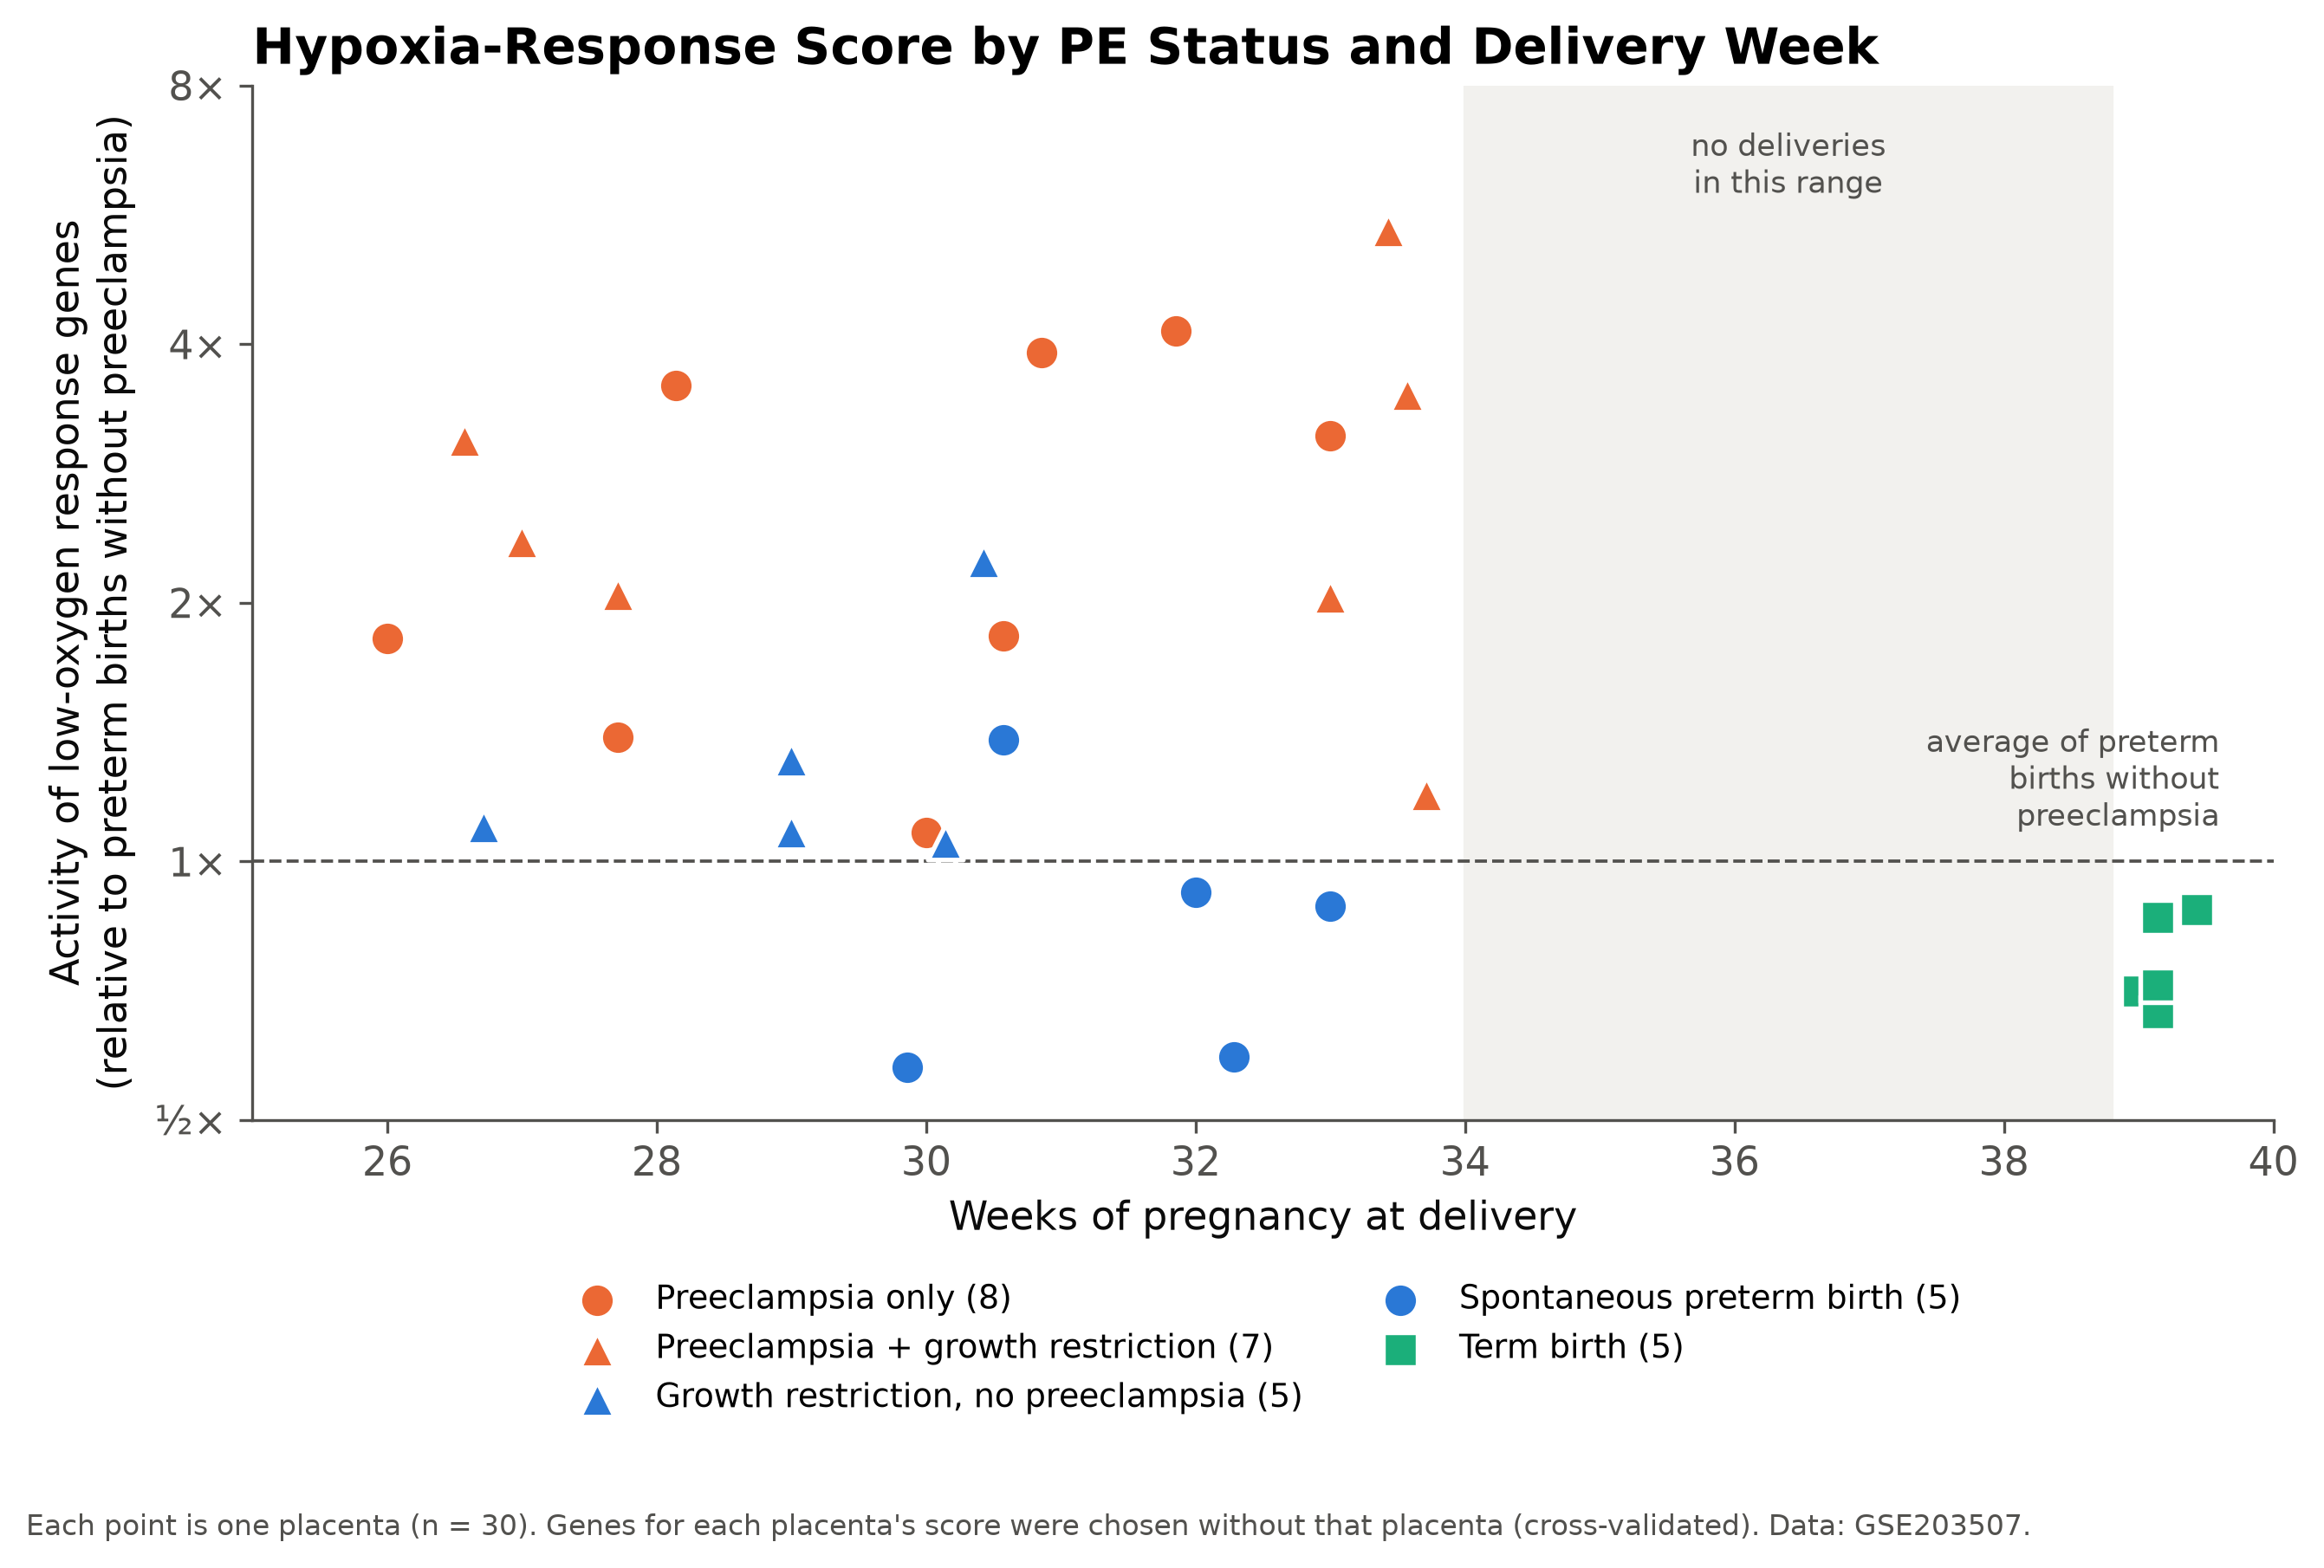 Hypoxia-Response Score by PE Status and Delivery Week
Activity of low-oxygen response genes
(relative to preterm births without preeclampsia)
8×
4×
2×
1×
½×
no deliveries
in this range
average of preterm
births without
preeclampsia
26
28
30
32
34
36
38
40
Weeks of pregnancy at delivery
Preeclampsia only (8)
Preeclampsia + growth restriction (7)
Growth restriction, no preeclampsia (5)
Spontaneous preterm birth (5)
Term birth (5)
Each point is one placenta (n = 30). Genes for each placenta's score were chosen without that placenta (cross-validated). Data: GSE203507.